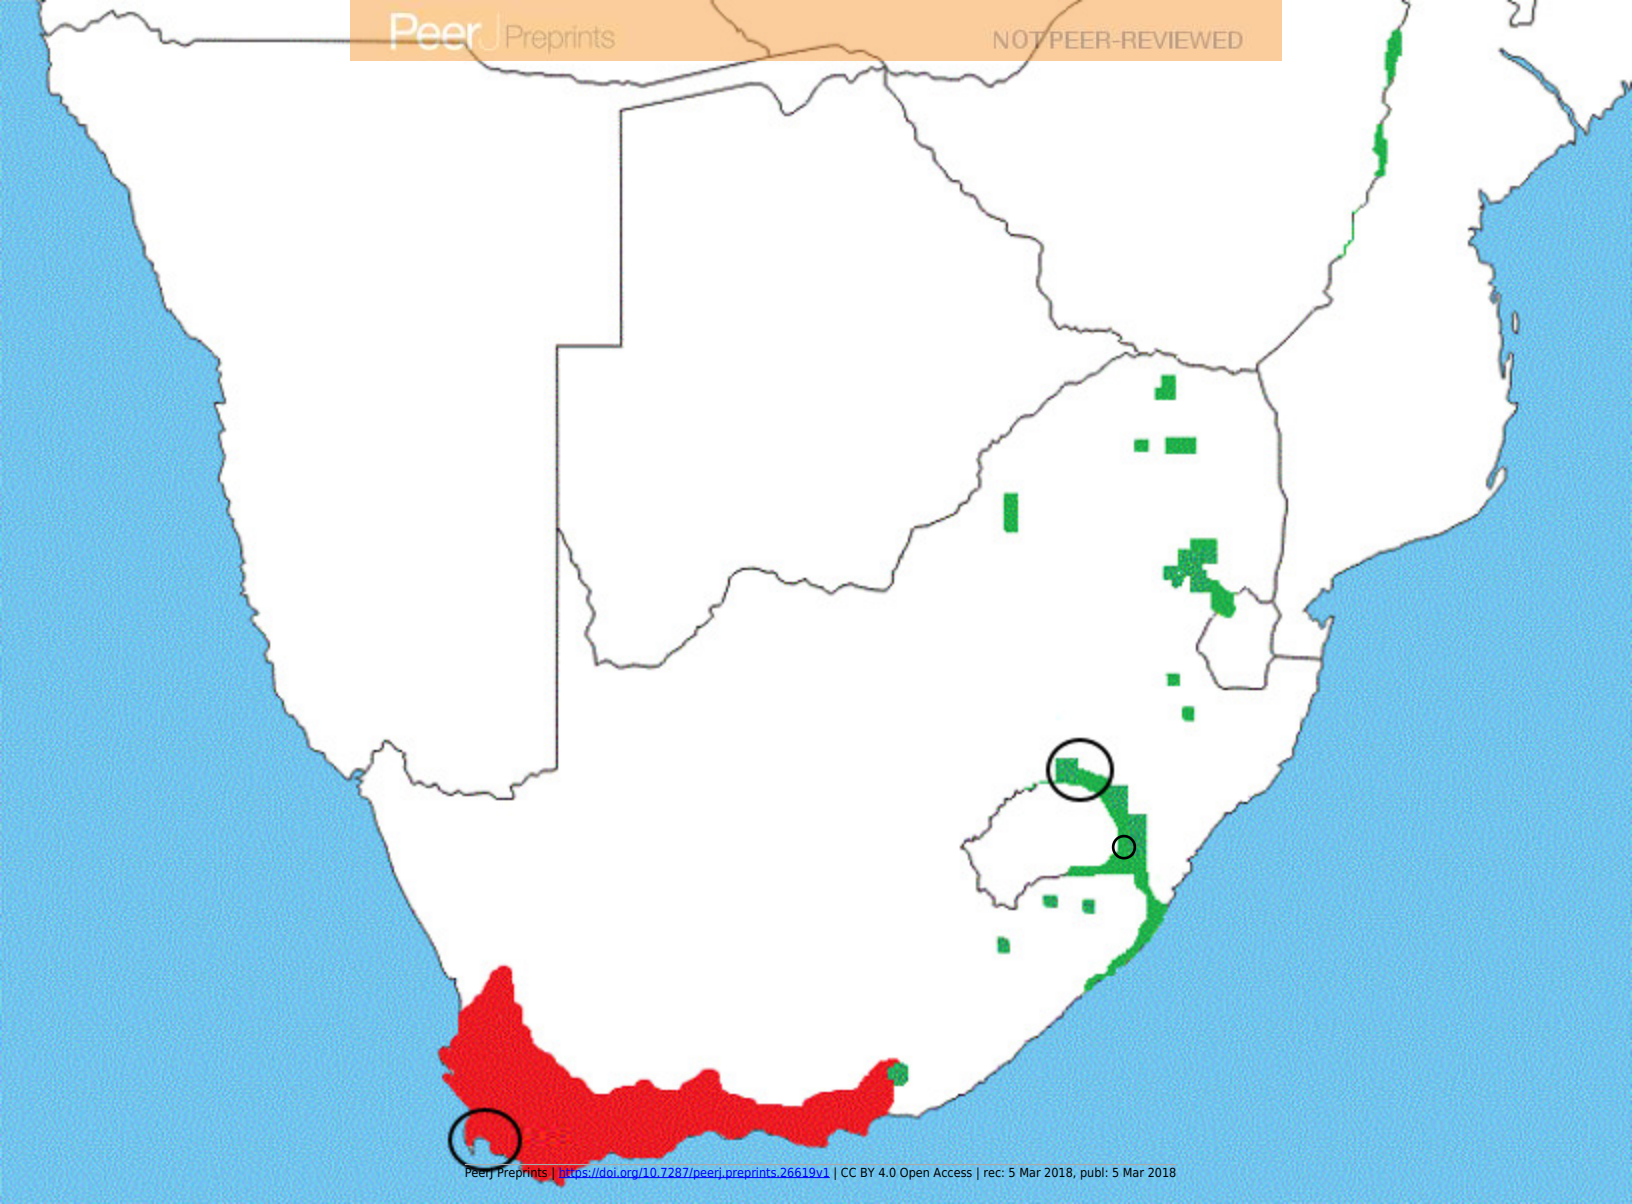 PeerJ Preprints
NOT PEER-REVIEWED
PeerJ Preprints | https://doi.org/10.7287/peerj.preprints.26619v1 | CC BY 4.0 Open Access | rec: 5 Mar 2018, publ: 5 Mar 2018